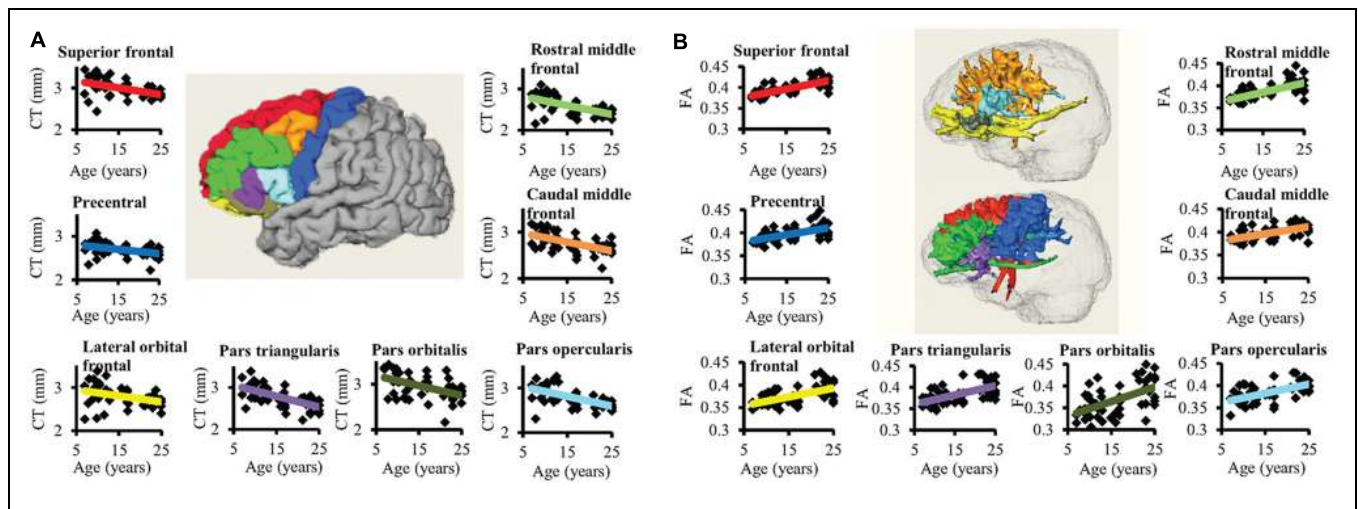 A
Superior frontal
CT (mm)
3
2
5 15 25
Age (years)
Rostral middle
frontal
CT (mm)
3
2
5 15 25
Age (years)
Precentral
CT (mm)
3
2
5 15 25
Age (years)
Caudal middle
frontal
CT (mm)
3
2
5 15 25
Age (years)
Lateral orbital
frontal
CT (mm)
3
2
5 15 25
Age (years)
Pars triangularis
CT (mm)
3
2
5 15 25
Age (years)
Pars orbitalis
CT (mm)
3
2
5 15 25
Age (years)
Pars opercularis
CT (mm)
3
2
5 15 25
Age (years)
B
Superior frontal
FA
0.45
0.4
0.35
0.3
5 15 25
Age (years)
Rostral middle
frontal
FA
0.45
0.4
0.35
0.3
5 15 25
Age (years)
Precentral
FA
0.45
0.4
0.35
0.3
5 15 25
Age (years)
Caudal middle
frontal
FA
0.45
0.4
0.35
0.3
5 15 25
Age (years)
Lateral orbital
frontal
FA
0.45
0.4
0.35
0.3
5 15 25
Age (years)
Pars triangularis
FA
0.45
0.4
0.35
0.3
5 15 25
Age (years)
Pars orbitalis
FA
0.45
0.4
0.35
0.3
5 15 25
Age (years)
Pars opercularis
FA
0.45
0.4
0.35
0.3
5 15 25
Age (years)